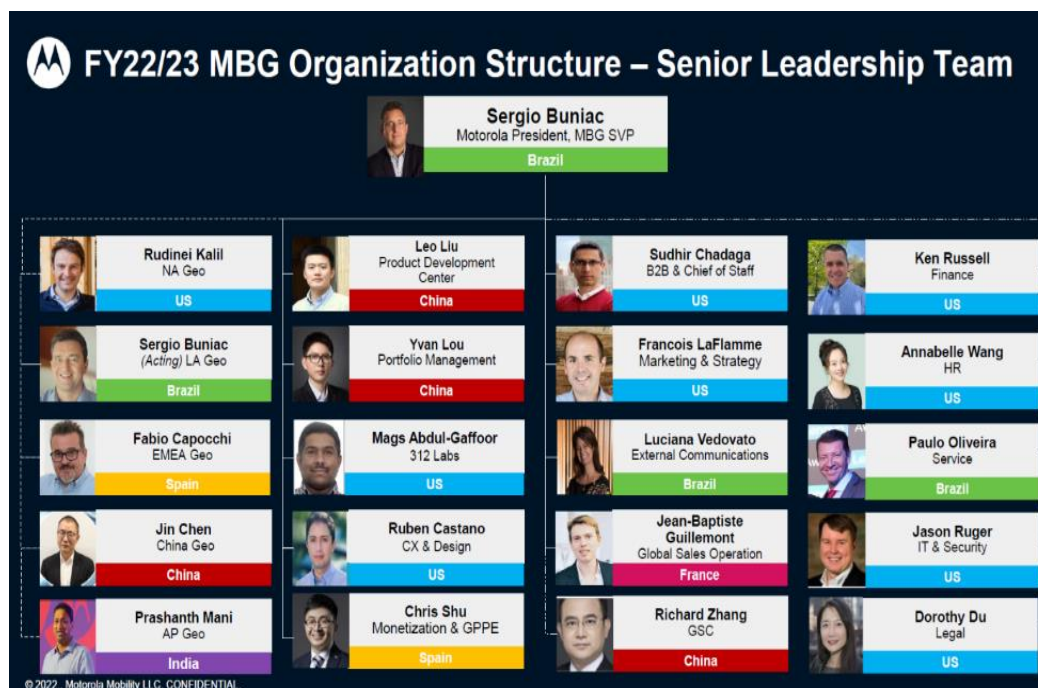 FY22/23 MBG Organization Structure – Senior Leadership Team
Sergio Buniac
Motorola President, MBG SVP
Brazil
Rudinei Kalil
NA Geo
US
Sergio Buniac
(Acting) LA Geo
Brazil
Fabio Capocchi
EMEA Geo
Spain
Jin Chen
China Geo
China
Prashanth Mani
AP Geo
India
Leo Liu
Product Development
Center
China
Yvan Lou
Portfolio Management
China
Mags Abdul-Gaffoor
312 Labs
US
Ruben Castano
CX & Design
US
Chris Shu
Monetization & GPPE
Spain
Sudhir Chadaga
B2B & Chief of Staff
US
Francois LaFlamme
Marketing & Strategy
US
Luciana Vedovato
External Communications
Brazil
Jean-Baptiste
Guillemont
Global Sales Operation
France
Richard Zhang
GSC
China
Ken Russell
Finance
US
Annabelle Wang
HR
US
Paulo Oliveira
Service
Brazil
Jason Ruger
IT & Security
US
Dorothy Du
Legal
US
© 2022 Motorola Mobility LLC. CONFIDENTIAL